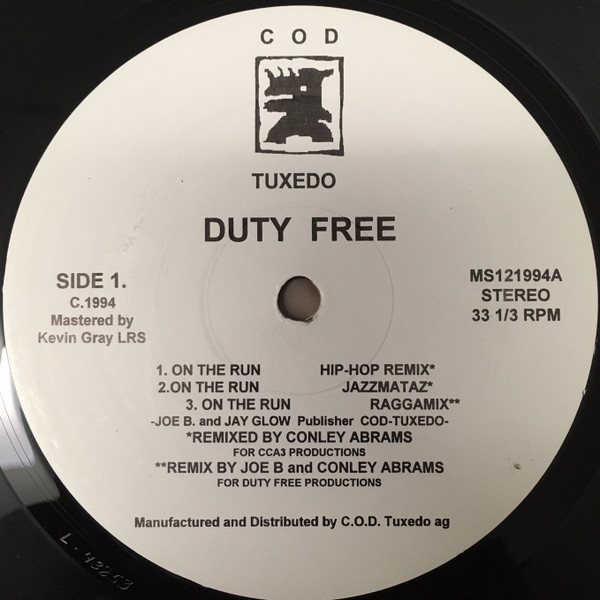 C O D
TUXEDO
DUTY FREE
SIDE 1.
C.1994
Mastered by
Kevin Gray LRS
MS121994A
STEREO
33 1/3 RPM
1. ON THE RUN HIP-HOP REMIX*
2.ON THE RUN JAZZMATAZ*
3. ON THE RUN RAGGAMIX**
-JOE B. and JAY GLOW Publisher COD-TUXEDO-
*REMIXED BY CONLEY ABRAMS
FOR CCA3 PRODUCTIONS
**REMIX BY JOE B and CONLEY ABRAMS
FOR DUTY FREE PRODUCTIONS
Manufactured and Distributed by C.O.D. Tuxedo ag